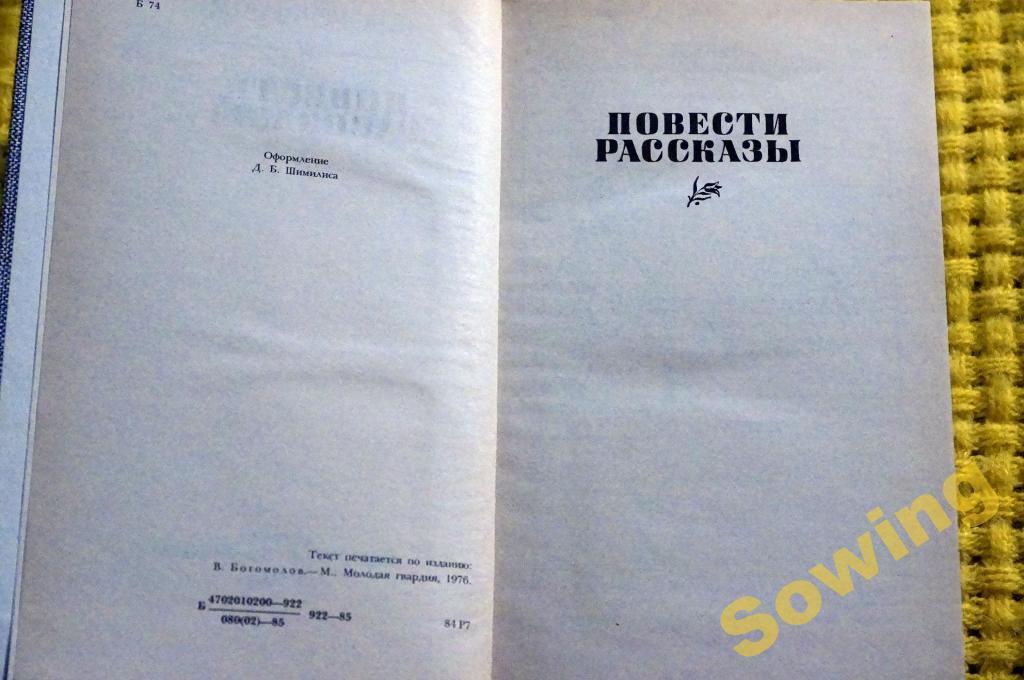 Б 74
Оформление
Д. Б. Шимилиса
Текст печатается по изданию:
В. Богомолов.— М., Молодая гвардия, 1976.
Б 4702010200—922
080(02)—85
922—85
84 Р7
ПОВЕСТИ
РАССКАЗЫ
Sowing